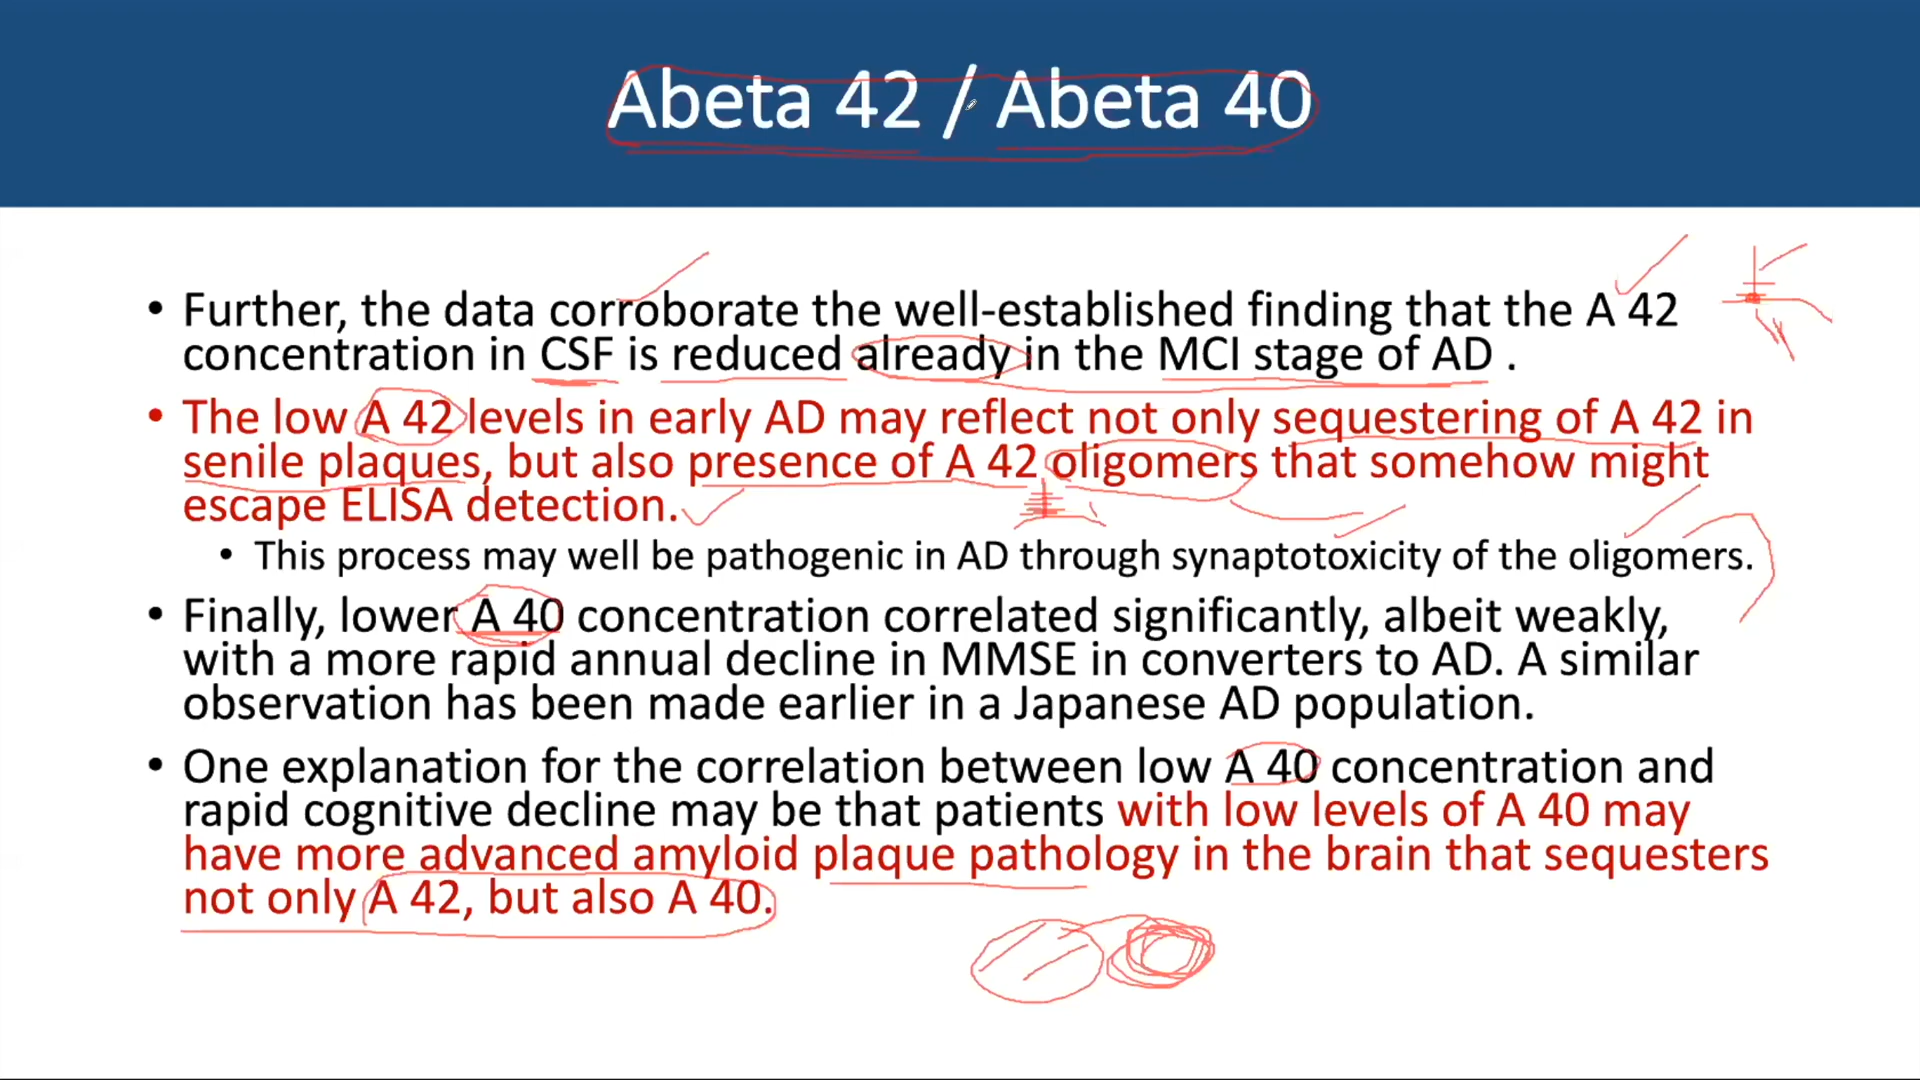 Abeta 42 / Abeta 40
• Further, the data corroborate the well-established finding that the A 42
concentration in CSF is reduced already in the MCI stage of AD .
• The low A 42 levels in early AD may reflect not only sequestering of A 42 in
senile plaques, but also presence of A 42 oligomers that somehow might
escape ELISA detection.
• This process may well be pathogenic in AD through synaptotoxicity of the oligomers.
• Finally, lower A 40 concentration correlated significantly, albeit weakly,
with a more rapid annual decline in MMSE in converters to AD. A similar
observation has been made earlier in a Japanese AD population.
• One explanation for the correlation between low A 40 concentration and
rapid cognitive decline may be that patients with low levels of A 40 may
have more advanced amyloid plaque pathology in the brain that sequesters
not only A 42, but also A 40.